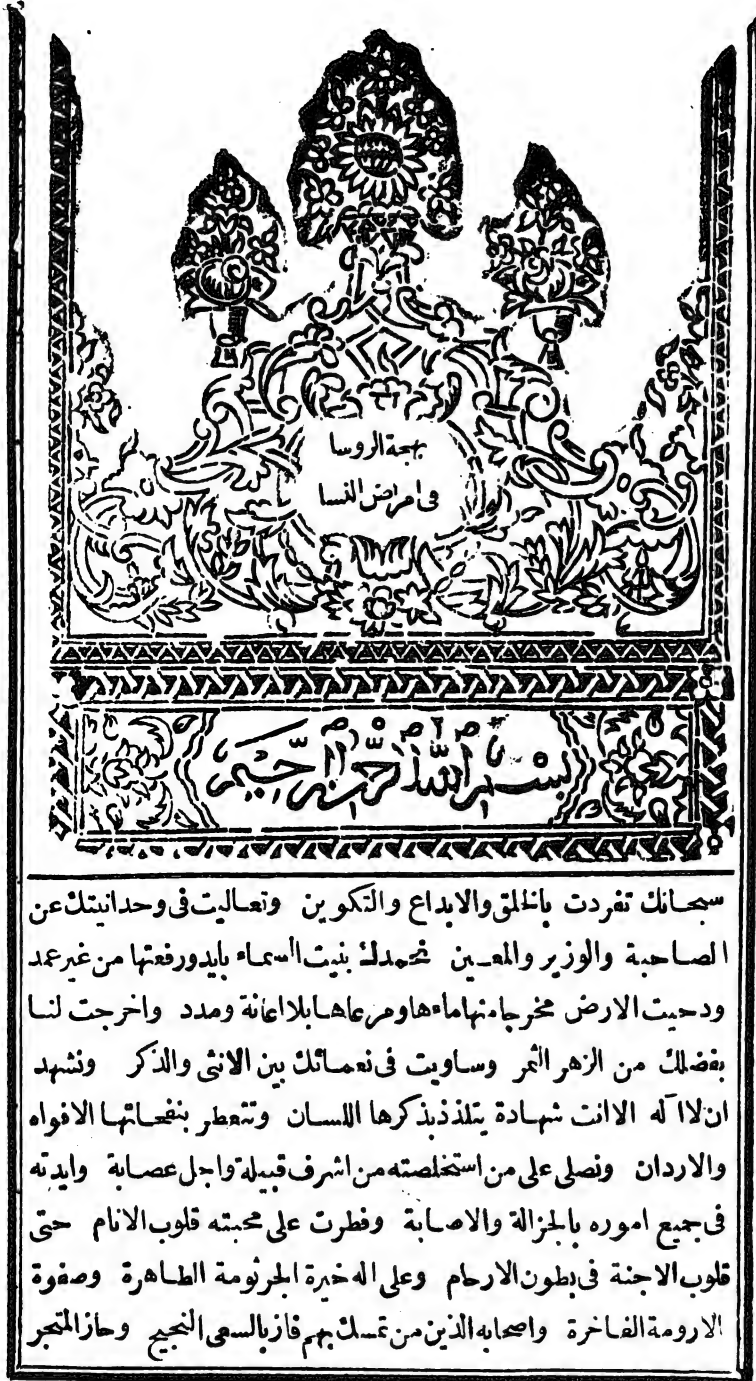 بهجة الروسا
فى امراض النسا
بسم الله الرحمن الرحيم
سبحانك تفردت بالخلق والابداع والتكوين وتعاليت فى وحدانيتك عن
الصاحبة والوزير والمعين نحمدك بنيت السماء بايد ورفعتها من غير عمد
ودحيت الارض مخرجا منها ماءها ومرعاها بلا اعانة ومدد واخرجت لنا
بفضلك من الزهر الثمر وساويت فى نعمائك بين الانثى والذكر ونشهد
ان لا اله الا انت شهادة يتلذذ بذكرها اللسان وتتعطر بنفحاتها الافواه
والاردان ونصلى على من استخلصته من اشرف قبيلة واجل عصابة وايدته
فى جميع اموره بالجزالة والاصابة وفطرت على محبته قلوب الانام حتى
قلوب الاجنة فى بطون الارحام وعلى اله خيرة الجرثومة الطاهرة وصفوة
الارومة الفاخرة واصحابه الذين من تمسك بهم فاز بالسعى النجيح وحاز المتجر